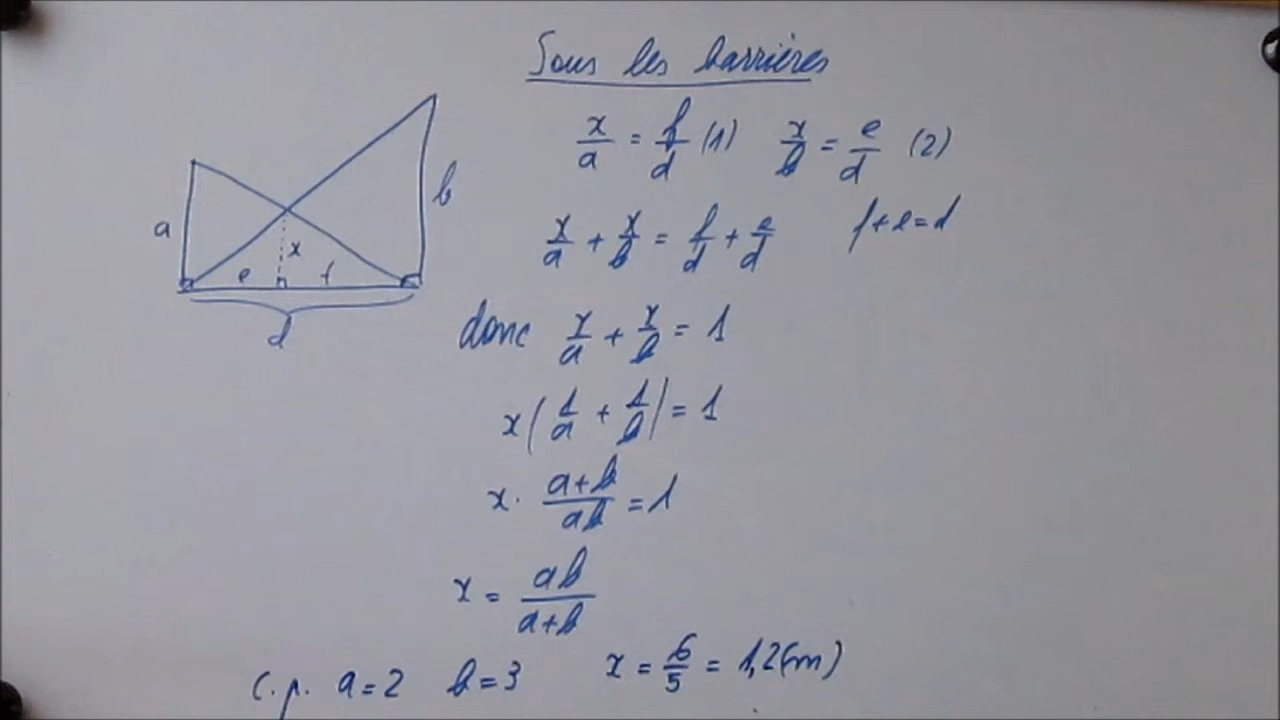 Sous les barrières
x/a = f/d (1) x/b = e/d (2)
x/a + x/b = f/d + e/d f+e=d
donc x/a + x/b = 1
x(1/a + 1/b) = 1
x · (a+b)/(ab) = 1
x = ab/(a+b)
c.p. a=2 b=3 x = 6/5 = 1,2(m)
a
b
x
e f
d